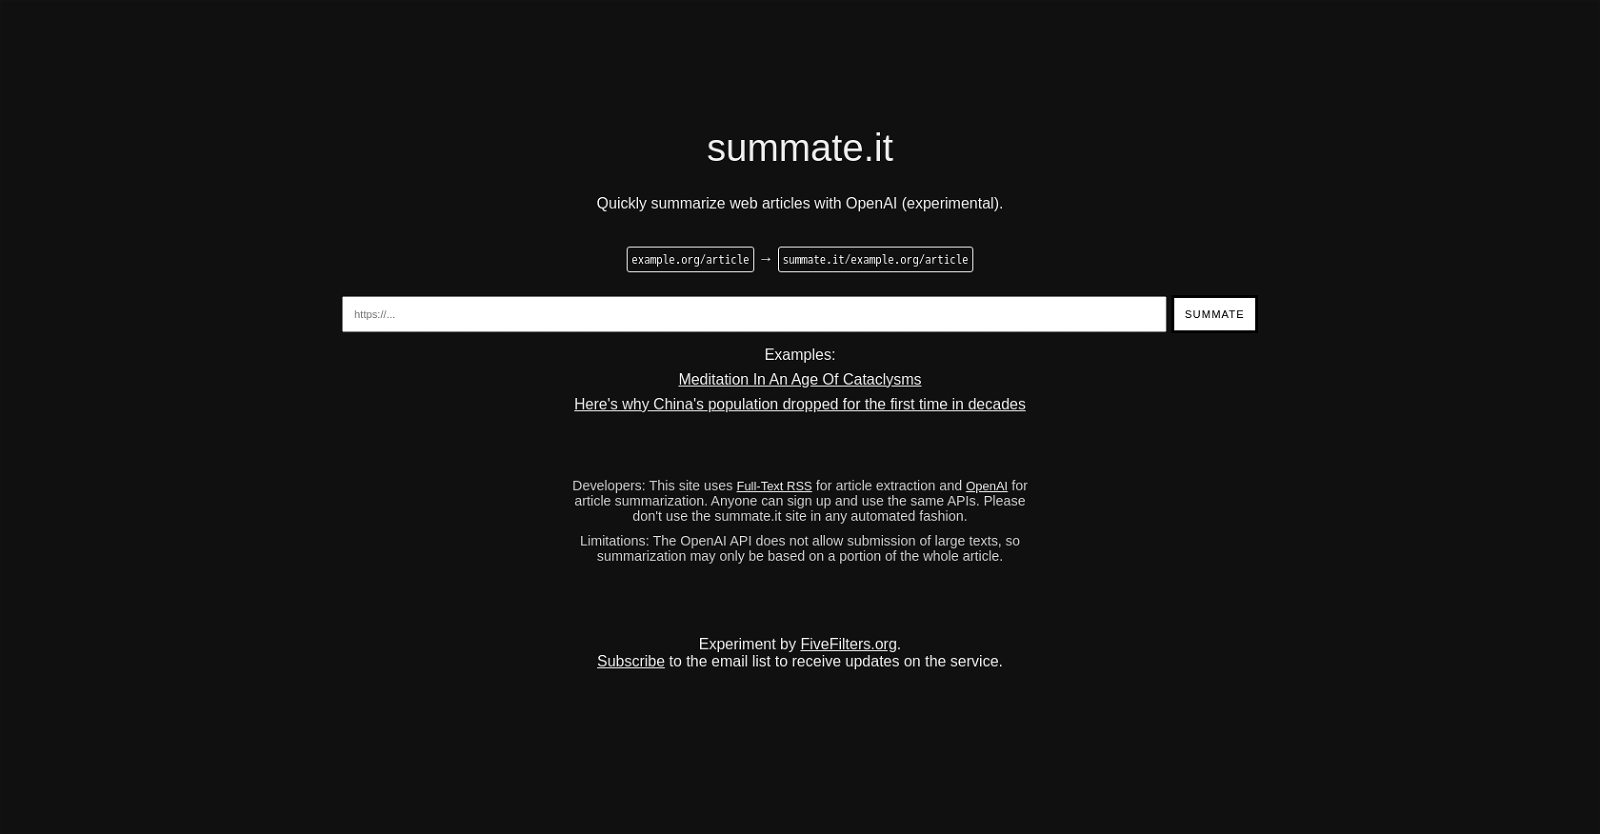 summate.it
Quickly summarize web articles with OpenAI (experimental).
example.org/article → summate.it/example.org/article
https://... SUMMATE
Examples:
Meditation In An Age Of Cataclysms
Here's why China's population dropped for the first time in decades
Developers: This site uses Full-Text RSS for article extraction and OpenAI for
article summarization. Anyone can sign up and use the same APIs. Please
don't use the summate.it site in any automated fashion.
Limitations: The OpenAI API does not allow submission of large texts, so
summarization may only be based on a portion of the whole article.
Experiment by FiveFilters.org.
Subscribe to the email list to receive updates on the service.